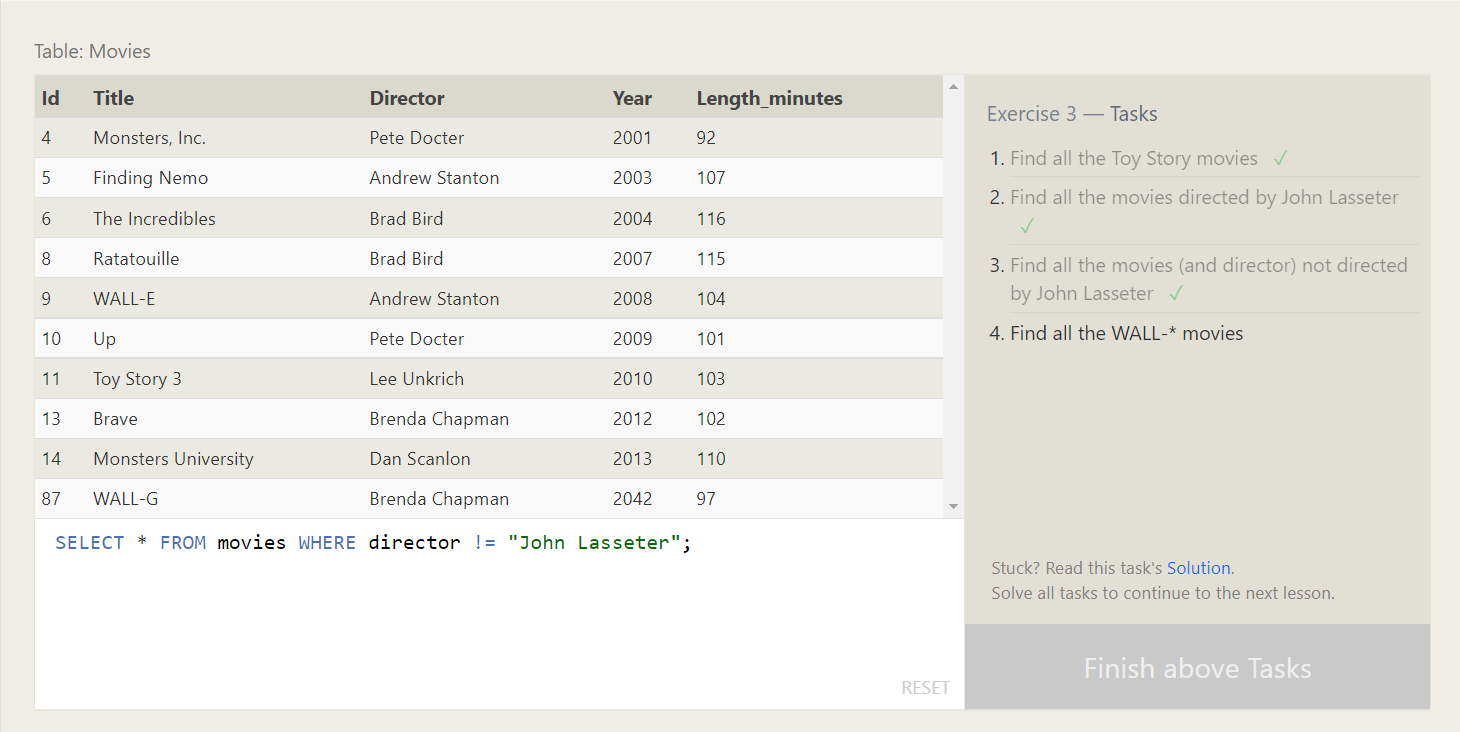 Table: Movies
Id Title Director Year Length_minutes
4 Monsters, Inc. Pete Docter 2001 92
5 Finding Nemo Andrew Stanton 2003 107
6 The Incredibles Brad Bird 2004 116
8 Ratatouille Brad Bird 2007 115
9 WALL-E Andrew Stanton 2008 104
10 Up Pete Docter 2009 101
11 Toy Story 3 Lee Unkrich 2010 103
13 Brave Brenda Chapman 2012 102
14 Monsters University Dan Scanlon 2013 110
87 WALL-G Brenda Chapman 2042 97
SELECT * FROM movies WHERE director != "John Lasseter";
RESET
Exercise 3 — Tasks
1. Find all the Toy Story movies ✓
2. Find all the movies directed by John Lasseter
✓
3. Find all the movies (and director) not directed
by John Lasseter ✓
4. Find all the WALL-* movies
Stuck? Read this task's Solution.
Solve all tasks to continue to the next lesson.
Finish above Tasks